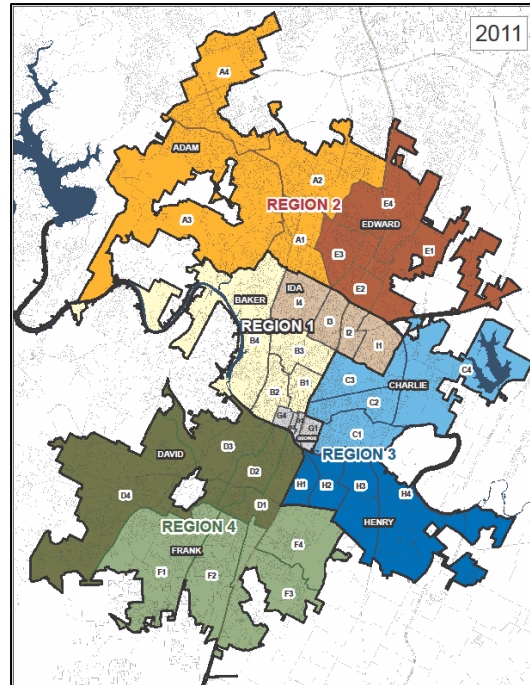 2011
A4
ADAM
A2
REGION 2
E4
EDWARD
A3
A1
E3
E1
E2
IDA
BAKER
I4
REGION 1
I3
I2
B4
B3
I1
C4
C3
CHARLIE
B2
B1
C2
G4
G1
GEORGE
C1
DAVID
D3
REGION 3
D2
H1
H2
H3
H4
D4
D1
HENRY
REGION 4
FRANK
F4
F1
F2
F3